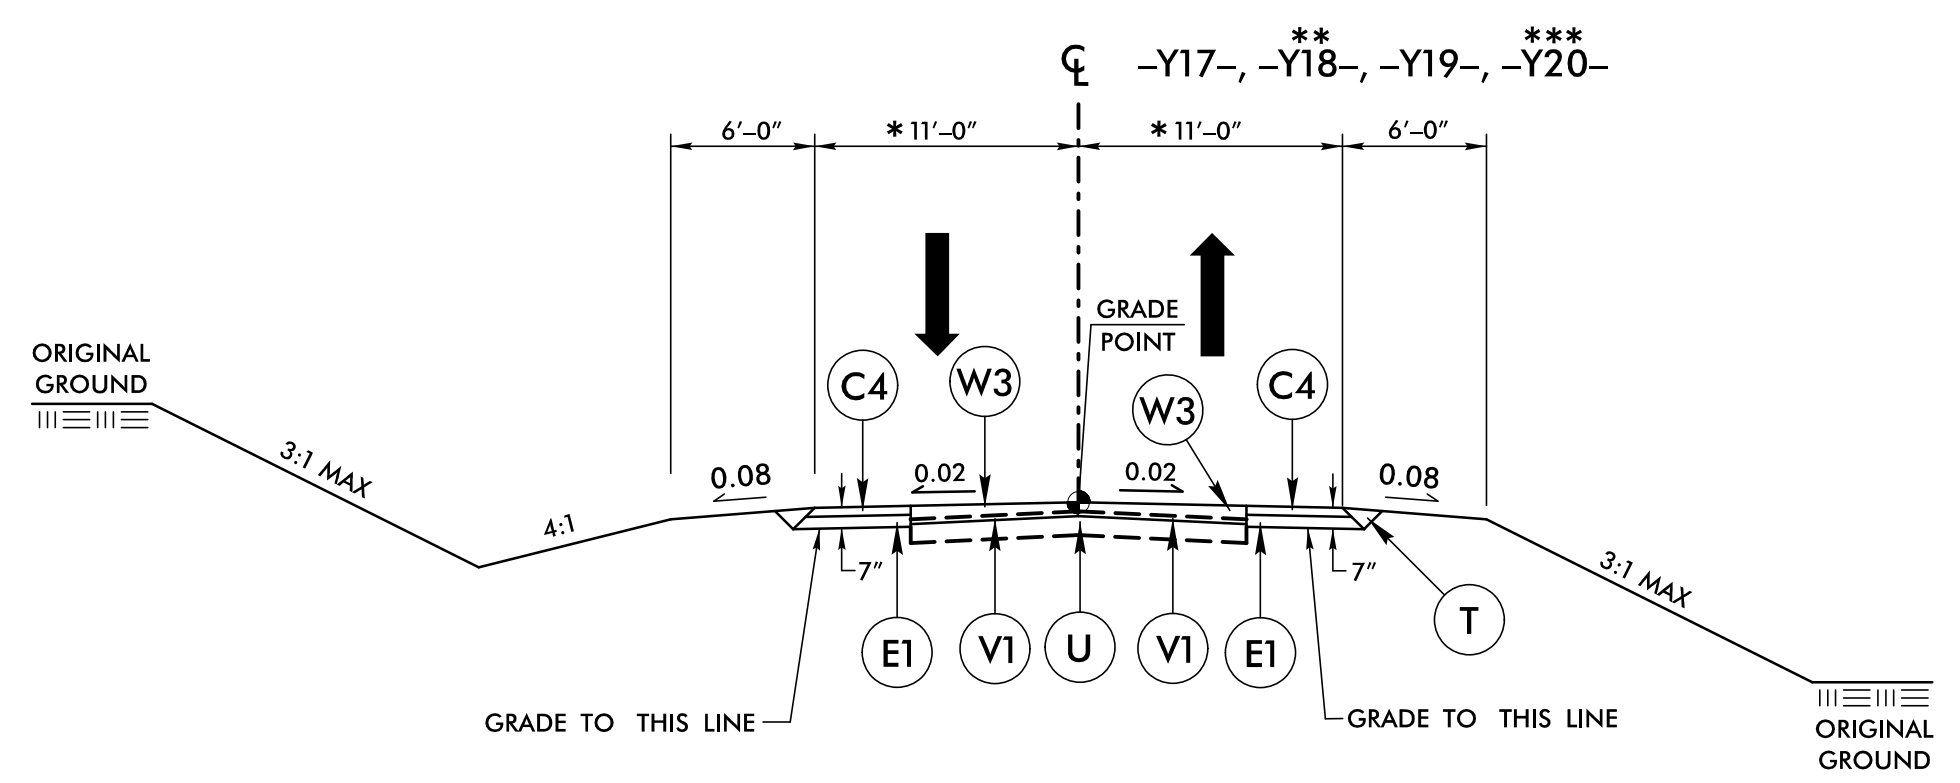 ** ***
℄ –Y17–, –Y18–, –Y19–, –Y20–
6'–0" *11'–0" *11'–0" 6'–0"
GRADE
POINT
ORIGINAL
GROUND
C4 W3 W3 C4
3:1 MAX
4:1
0.08 0.02 0.02 0.08
7" 7"
3:1 MAX
E1 V1 U V1 E1 T
GRADE TO THIS LINE
GRADE TO THIS LINE
ORIGINAL
GROUND